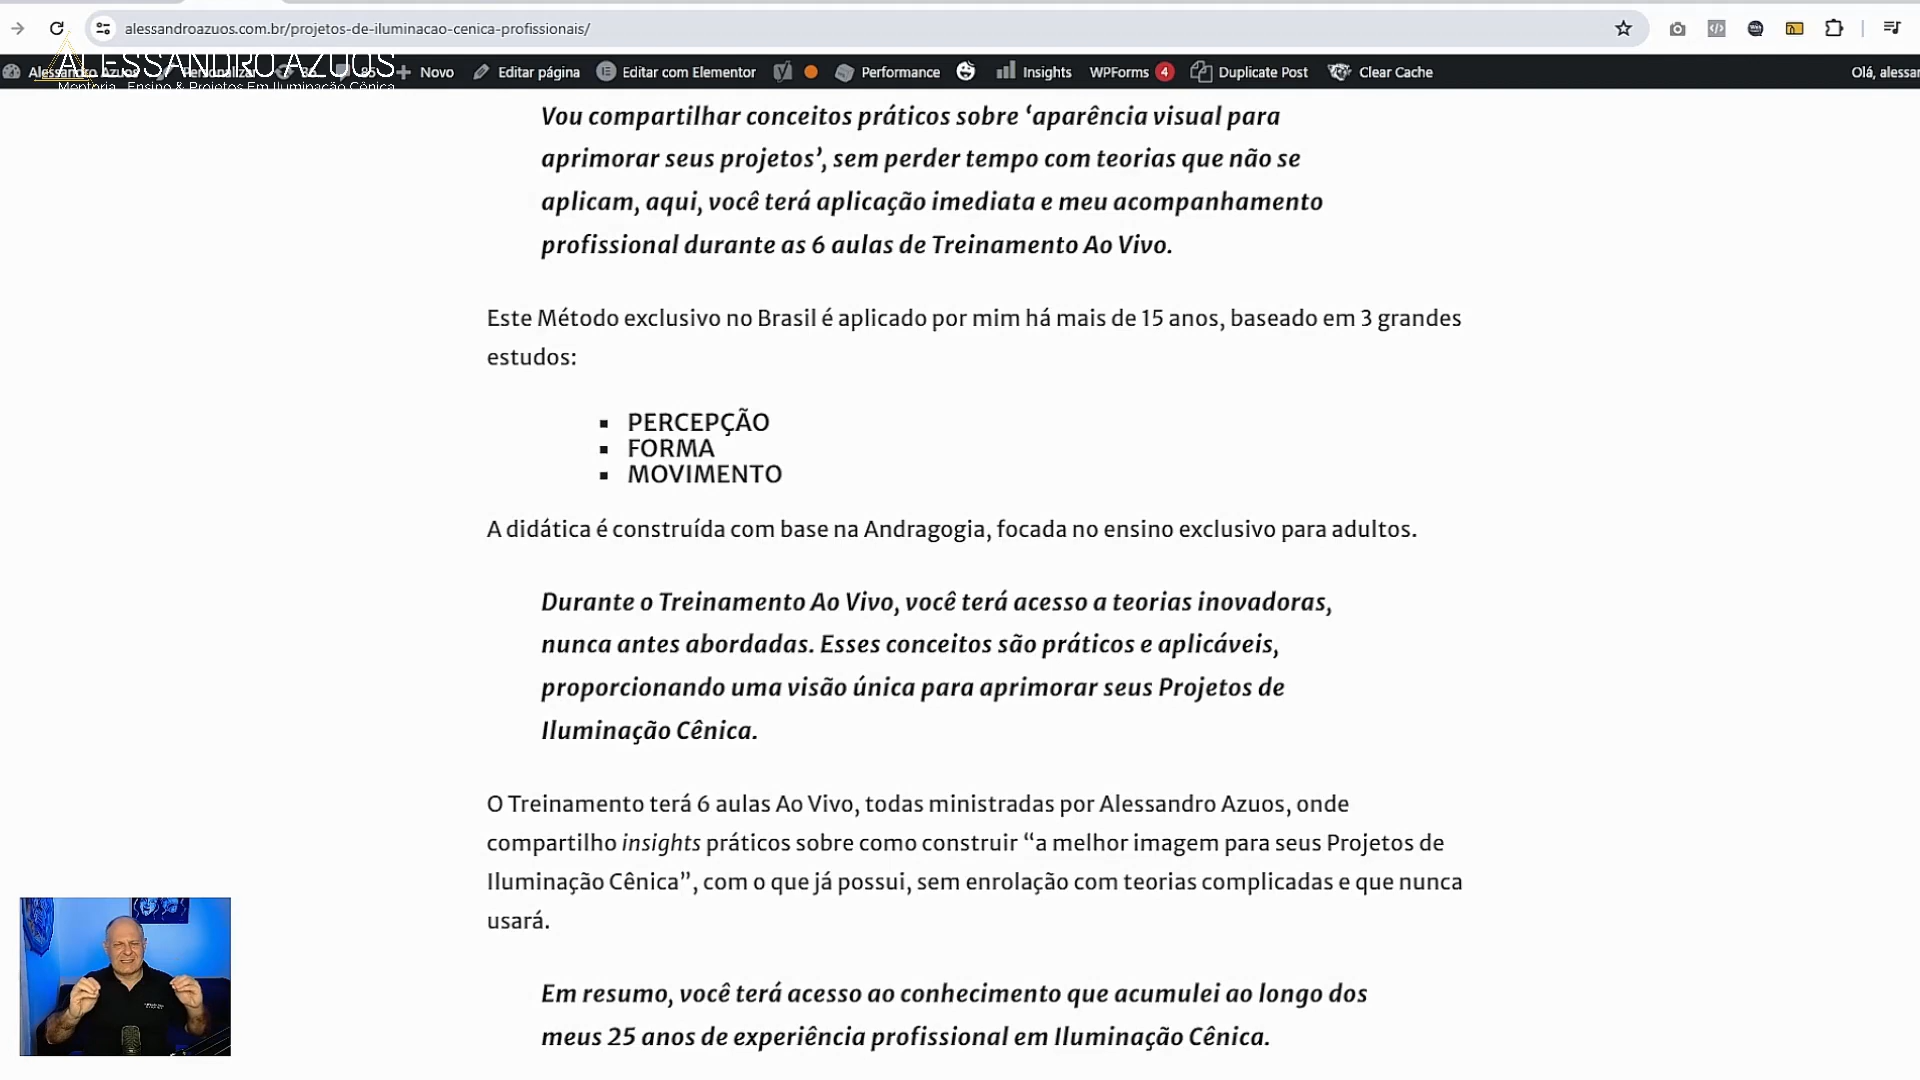 alessandroazuos.com.br/projetos-de-iluminacao-cenica-profissionais/
ALESSANDRO AZUOS
Mentoria, Ensino & Projetos Em Iluminação Cênica
Alessandro Azuos Personalizar 86 85 Novo Editar página Editar com Elementor Performance Insights WPForms 4 Duplicate Post Clear Cache Olá, alessan
Vou compartilhar conceitos práticos sobre ‘aparência visual para
aprimorar seus projetos’, sem perder tempo com teorias que não se
aplicam, aqui, você terá aplicação imediata e meu acompanhamento
profissional durante as 6 aulas de Treinamento Ao Vivo.
Este Método exclusivo no Brasil é aplicado por mim há mais de 15 anos, baseado em 3 grandes
estudos:
▪ PERCEPÇÃO
▪ FORMA
▪ MOVIMENTO
A didática é construída com base na Andragogia, focada no ensino exclusivo para adultos.
Durante o Treinamento Ao Vivo, você terá acesso a teorias inovadoras,
nunca antes abordadas. Esses conceitos são práticos e aplicáveis,
proporcionando uma visão única para aprimorar seus Projetos de
Iluminação Cênica.
O Treinamento terá 6 aulas Ao Vivo, todas ministradas por Alessandro Azuos, onde
compartilho insights práticos sobre como construir “a melhor imagem para seus Projetos de
Iluminação Cênica”, com o que já possui, sem enrolação com teorias complicadas e que nunca
usará.
Em resumo, você terá acesso ao conhecimento que acumulei ao longo dos
meus 25 anos de experiência profissional em Iluminação Cênica.